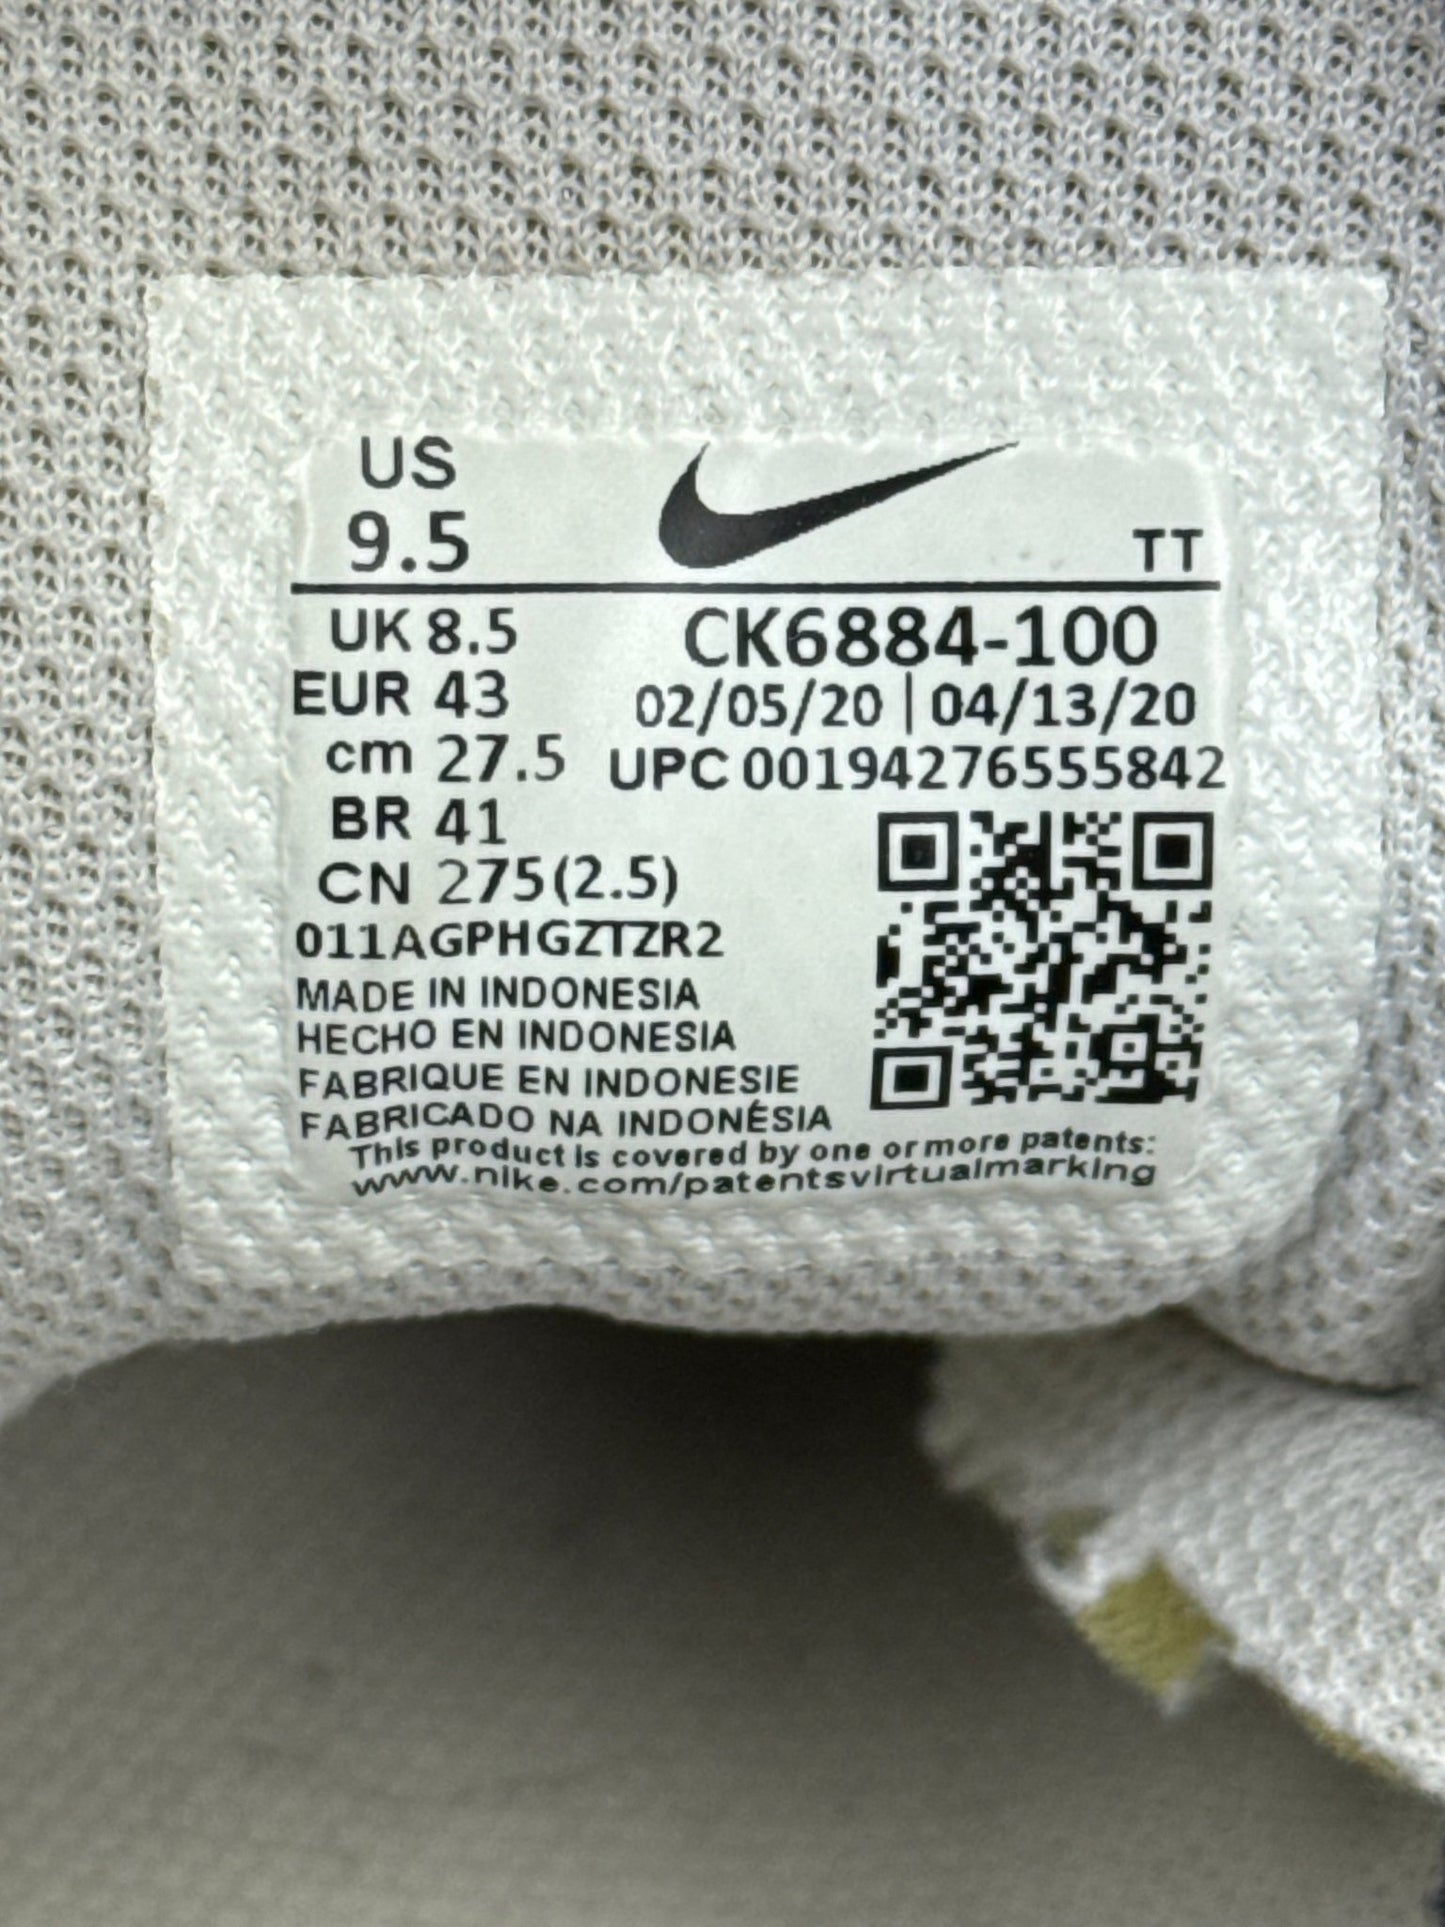 US
9.5
TT
UK 8.5
EUR 43
cm 27.5
BR 41
CN 275(2.5)
CK6884-100
02/05/20 | 04/13/20
UPC 00194276555842
011AGPHGZTZR2
MADE IN INDONESIA
HECHO EN INDONESIA
FABRIQUE EN INDONESIE
FABRICADO NA INDONÉSIA
This product is covered by one or more patents:
www.nike.com/patentsvirtualmarking